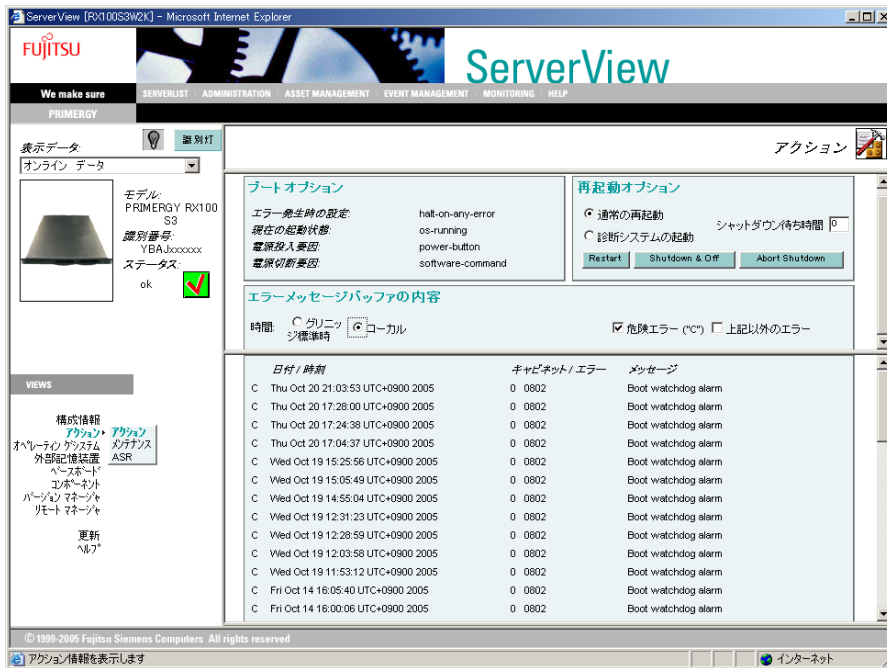 ServerView [RX100S3W2K] - Microsoft Internet Explorer
FUJITSU
ServerView
We make sure
SERVERLIST ADMINISTRATION ASSET MANAGEMENT EVENT MANAGEMENT MONITORING HELP
PRIMERGY
表示データ:
識別灯
オンライン データ
アクション
モデル:
PRIMERGY RX100
S3
識別番号:
YBAJxxxxxx
ステータス:
ok
ブートオプション
エラー発生時の設定: halt-on-any-error
現在の起動状態: os-running
電源投入要因: power-button
電源切断要因: software-command
再起動オプション
通常の再起動
診断システムの起動
シャットダウン待ち時間 0
Restart Shutdown & Off Abort Shutdown
エラーメッセージバッファの内容
時間: グリニッジ標準時 ローカル
危険エラー ("C") 上記以外のエラー
日付/時刻 キャビネット/エラー メッセージ
C Thu Oct 20 21:03:53 UTC+0900 2005 0 0802 Boot watchdog alarm
C Thu Oct 20 17:28:00 UTC+0900 2005 0 0802 Boot watchdog alarm
C Thu Oct 20 17:24:38 UTC+0900 2005 0 0802 Boot watchdog alarm
C Thu Oct 20 17:04:37 UTC+0900 2005 0 0802 Boot watchdog alarm
C Wed Oct 19 15:25:56 UTC+0900 2005 0 0802 Boot watchdog alarm
C Wed Oct 19 15:05:49 UTC+0900 2005 0 0802 Boot watchdog alarm
C Wed Oct 19 14:55:04 UTC+0900 2005 0 0802 Boot watchdog alarm
C Wed Oct 19 12:31:23 UTC+0900 2005 0 0802 Boot watchdog alarm
C Wed Oct 19 12:28:59 UTC+0900 2005 0 0802 Boot watchdog alarm
C Wed Oct 19 12:03:58 UTC+0900 2005 0 0802 Boot watchdog alarm
C Wed Oct 19 11:53:12 UTC+0900 2005 0 0802 Boot watchdog alarm
C Fri Oct 14 16:05:40 UTC+0900 2005 0 0802 Boot watchdog alarm
C Fri Oct 14 16:00:06 UTC+0900 2005 0 0802 Boot watchdog alarm
VIEWS
構成情報
アクション
オペレーティングシステム
外部記憶装置
ベースボード
コンポーネント
バージョン マネージャ
リモート マネージャ
更新
ヘルプ
アクション
メンテナンス
ASR
©1999-2005 Fujitsu Siemens Computers All rights reserved
アクション情報を表示します
インターネット